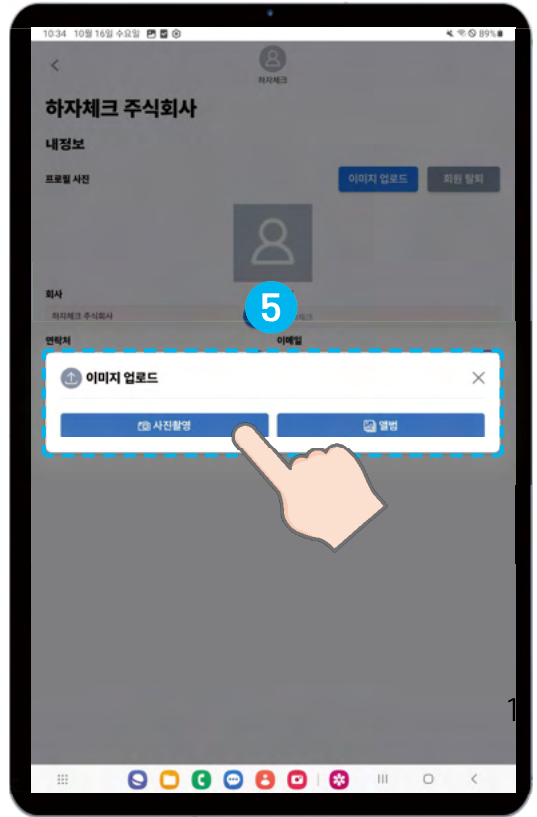 10:34 10월 16일 수요일 89%
하자체크
하자체크 주식회사
내정보
프로필 사진
이미지 업로드 회원 탈퇴
회사
하자체크 주식회사
5
연락처 이메일
이미지 업로드
사진촬영 앨범
1